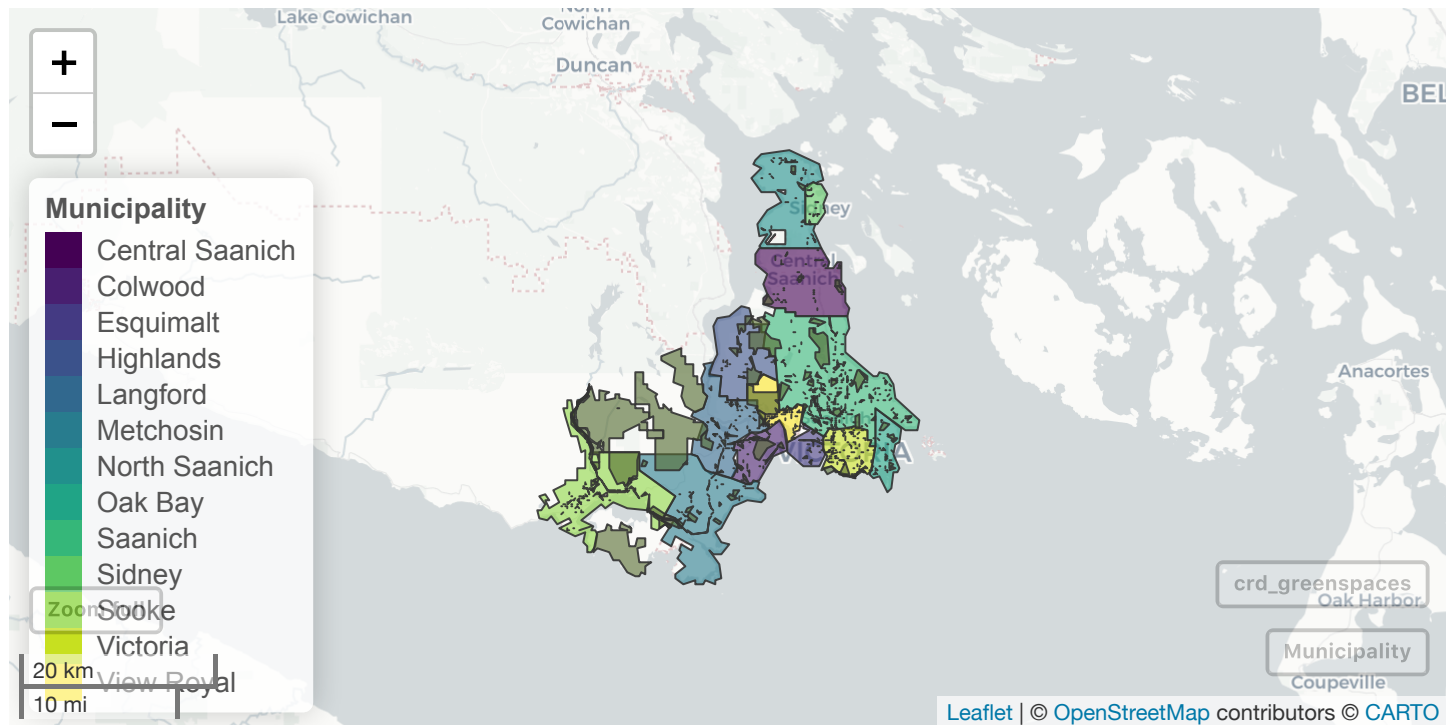 Lake Cowichan
North
Cowichan
Duncan
BEL
+
−
Municipality
Central Saanich
Colwood
Esquimalt
Highlands
Langford
Metchosin
North Saanich
Oak Bay
Saanich
Sidney
Sooke
Victoria
View Royal
Sidney
Central
Saanich
Anacortes
Zoom full
20 km
10 mi
crd_greenspaces
Oak Harbor
Municipality
Coupeville
Leaflet | © OpenStreetMap contributors © CARTO